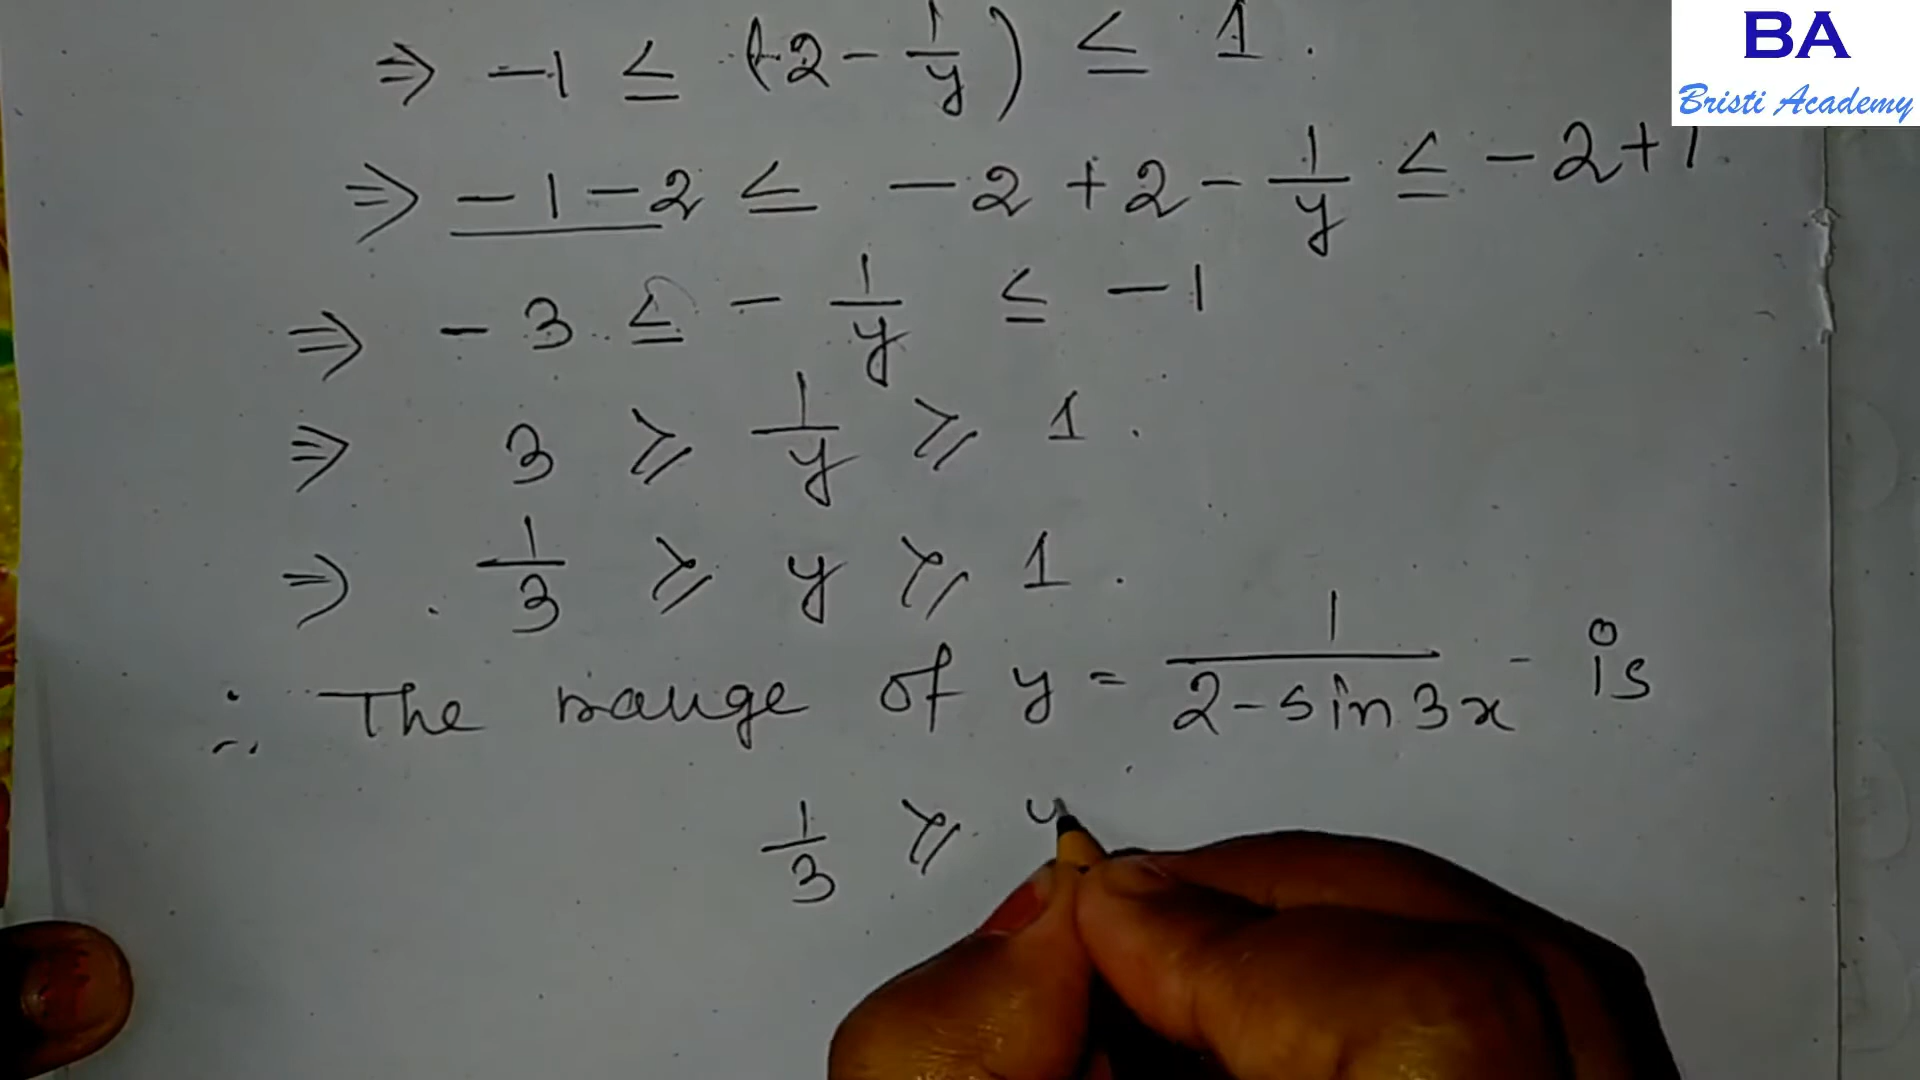 BA
Bristi Academy
⇒ -1 ≤ (2 - 1/y) ≤ 1.
⇒ -1-2 ≤ -2+2 - 1/y ≤ -2+1
⇒ -3 ≤ - 1/y ≤ -1
⇒ 3 ≥ 1/y ≥ 1.
⇒ 1/3 ≥ y ≥ 1.
∴ The range of y = 1/(2-sin3x) is
1/3 ≥ y